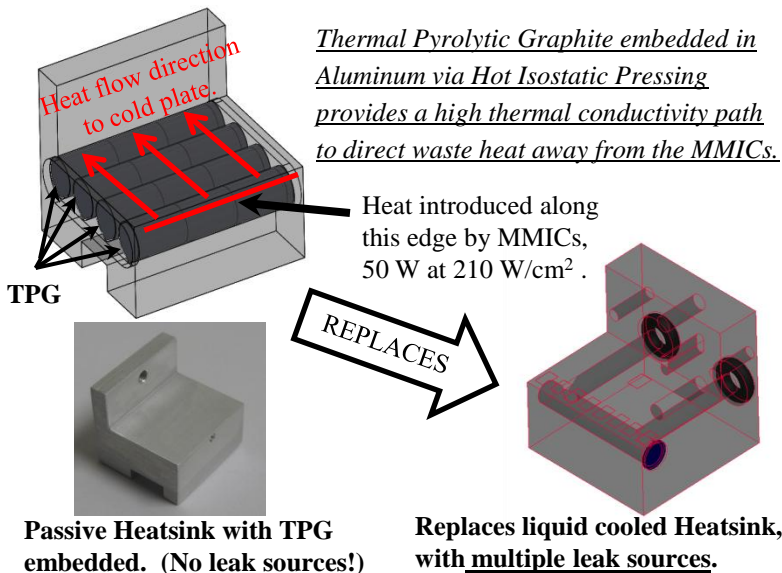 Heat flow direction
to cold plate.
Thermal Pyrolytic Graphite embedded in
Aluminum via Hot Isostatic Pressing
provides a high thermal conductivity path
to direct waste heat away from the MMICs.
Heat introduced along
this edge by MMICs,
50 W at 210 W/cm² .
TPG
REPLACES
Passive Heatsink with TPG
embedded. (No leak sources!)
Replaces liquid cooled Heatsink,
with multiple leak sources.